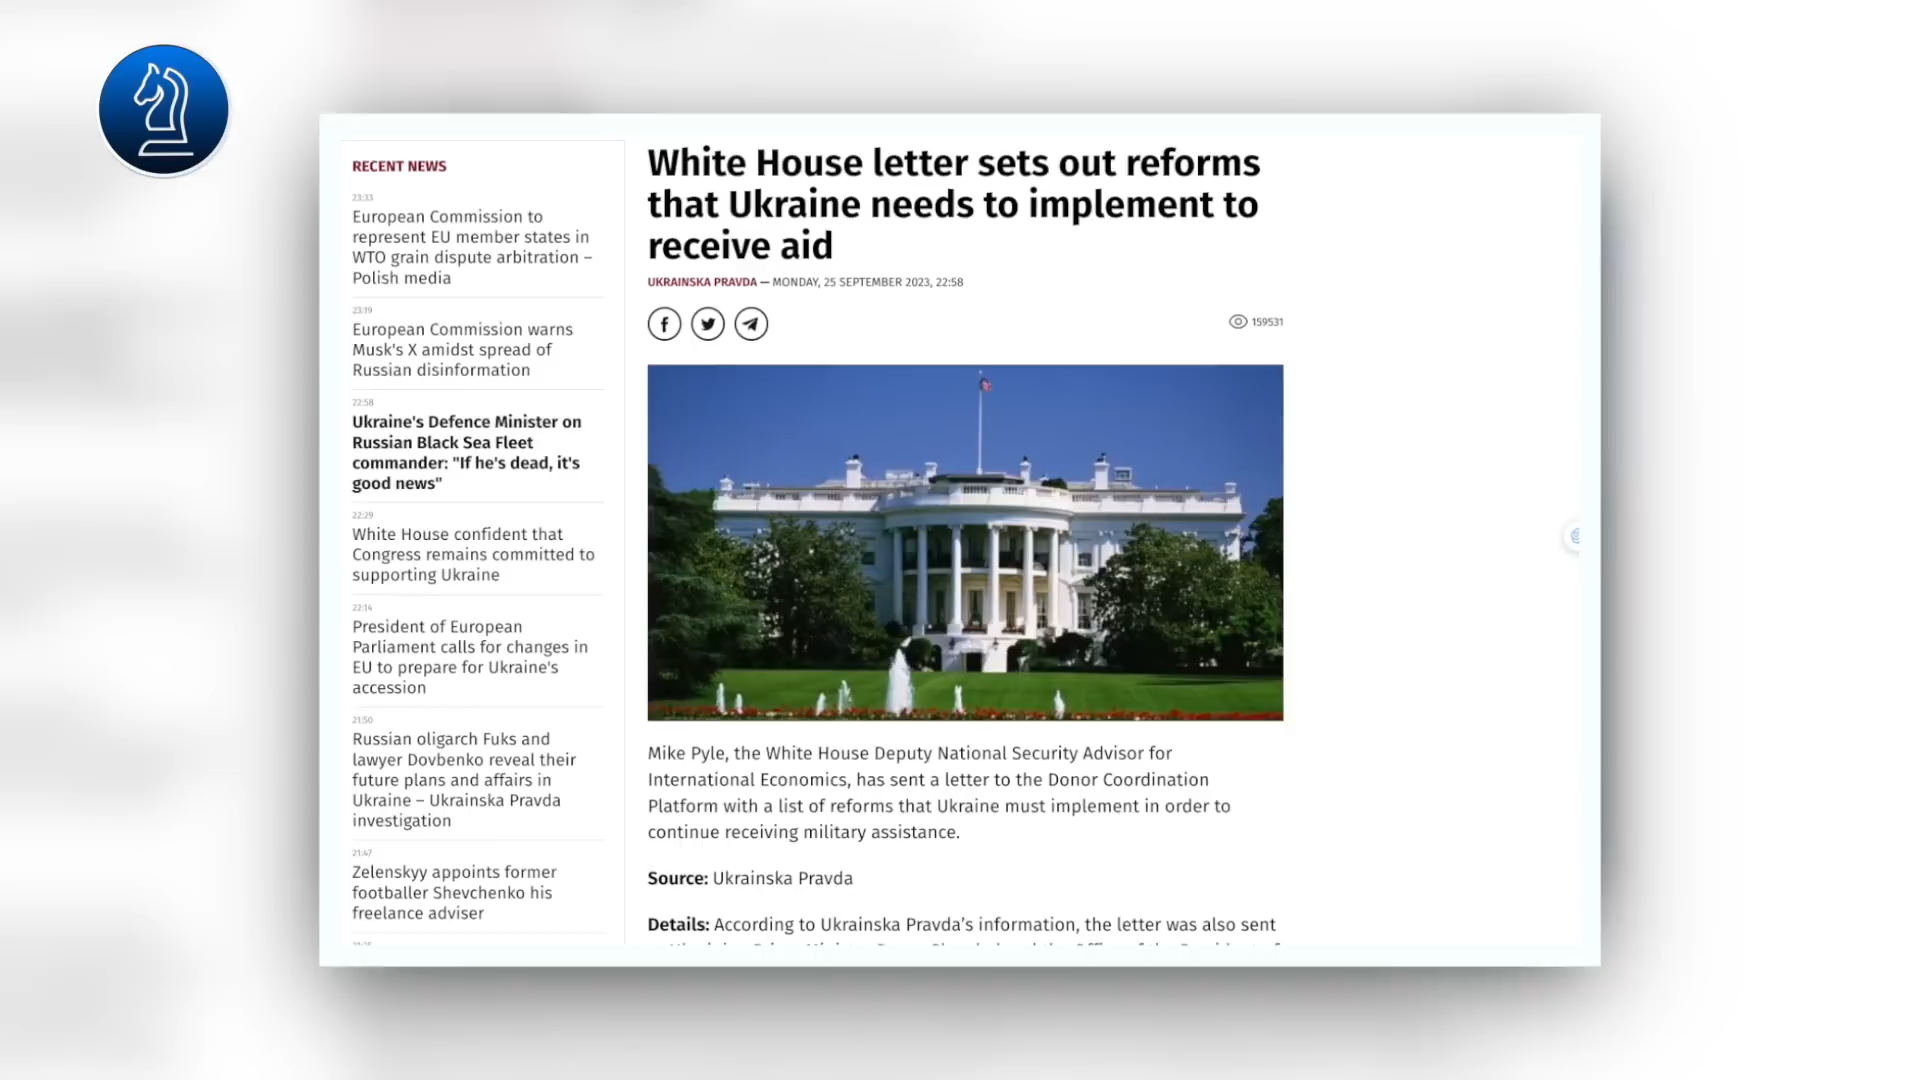 RECENT NEWS
23:33
European Commission to
represent EU member states in
WTO grain dispute arbitration –
Polish media
23:19
European Commission warns
Musk's X amidst spread of
Russian disinformation
22:58
Ukraine's Defence Minister on
Russian Black Sea Fleet
commander: "If he's dead, it's
good news"
22:29
White House confident that
Congress remains committed to
supporting Ukraine
22:14
President of European
Parliament calls for changes in
EU to prepare for Ukraine's
accession
21:50
Russian oligarch Fuks and
lawyer Dovbenko reveal their
future plans and affairs in
Ukraine – Ukrainska Pravda
investigation
21:47
Zelenskyy appoints former
footballer Shevchenko his
freelance adviser
White House letter sets out reforms
that Ukraine needs to implement to
receive aid
UKRAINSKA PRAVDA — MONDAY, 25 SEPTEMBER 2023, 22:58
159531
Mike Pyle, the White House Deputy National Security Advisor for
International Economics, has sent a letter to the Donor Coordination
Platform with a list of reforms that Ukraine must implement in order to
continue receiving military assistance.
Source: Ukrainska Pravda
Details: According to Ukrainska Pravda’s information, the letter was also sent